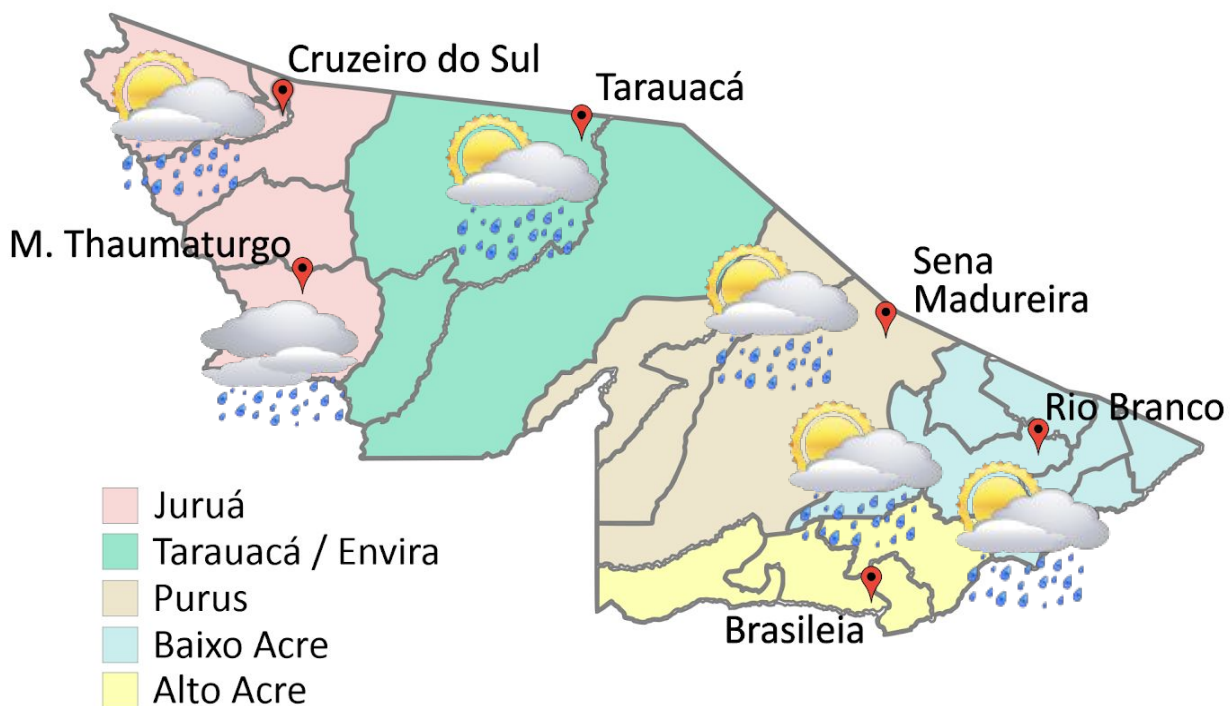 Cruzeiro do Sul
Tarauacá
M. Thaumaturgo
Sena
Madureira
Rio Branco
Brasileia
Juruá
Tarauacá / Envira
Purus
Baixo Acre
Alto Acre